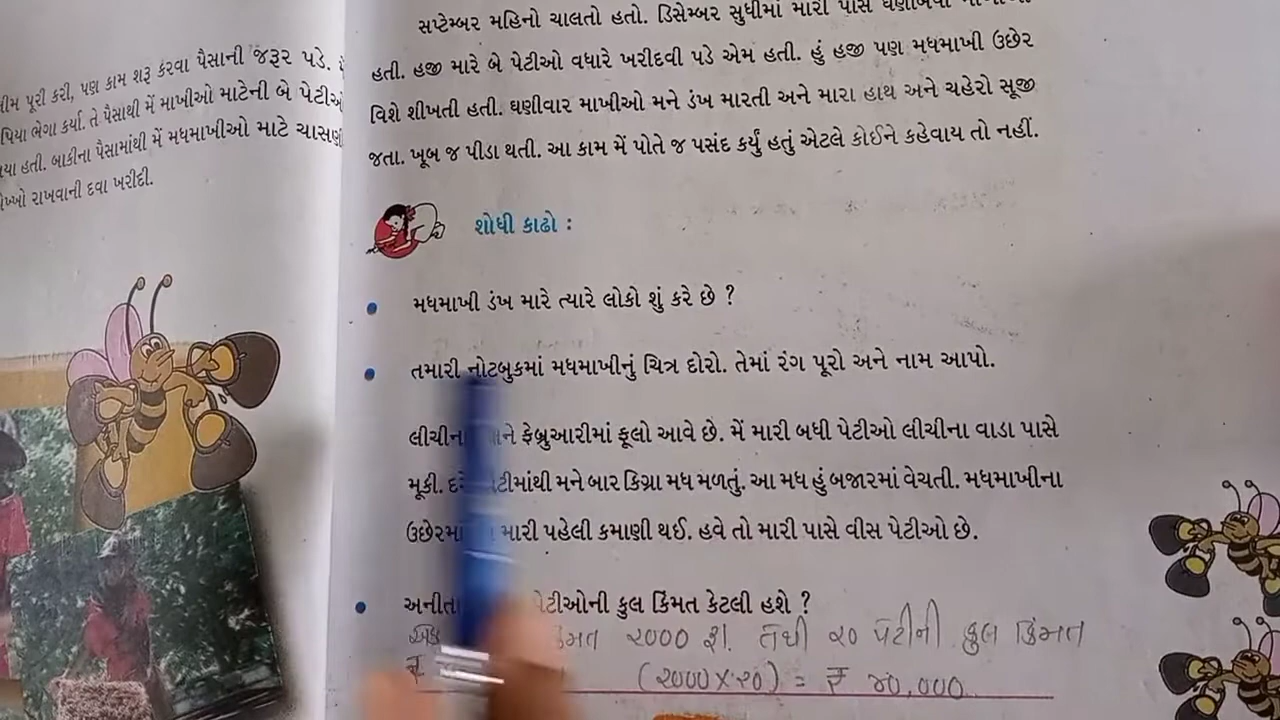 નીમ પૂરી કરી, પણ કામ શરૂ કરવા પૈસાની જરૂર પડે.
પિયા ભેગા કર્યા. તે પૈસાથી મેં માખીઓ માટેની બે પેટીઓ
યા હતી. બાકીના પૈસામાંથી મેં મધમાખીઓ માટે ચાસણી
રાખવાની દવા ખરીદી.
સપ્ટેમ્બર મહિનો ચાલતો હતો. ડિસેમ્બર સુધીમાં મારી પાસે
હતી. હજી મારે બે પેટીઓ વધારે ખરીદવી પડે એમ હતી. હું હજી પણ મધમાખી ઉછેર
વિશે શીખતી હતી. ઘણીવાર માખીઓ મને ડંખ મારતી અને મારા હાથ અને ચહેરો સૂજી
જતા. ખૂબ જ પીડા થતી. આ કામ મેં પોતે જ પસંદ કર્યું હતું એટલે કોઈને કહેવાય તો નહીં.
શોધી કાઢો :
• મધમાખી ડંખ મારે ત્યારે લોકો શું કરે છે ?
• તમારી નોટબુકમાં મધમાખીનું ચિત્ર દોરો. તેમાં રંગ પૂરો અને નામ આપો.
લીચીના ફેબ્રુઆરીમાં ફૂલો આવે છે. મેં મારી બધી પેટીઓ લીચીના વાડા પાસે
મૂકી. મને બાર કિગ્રા મધ મળતું. આ મધ હું બજારમાં વેચતી. મધમાખીના
મારી પહેલી કમાણી થઈ. હવે તો મારી પાસે વીસ પેટીઓ છે.
• પેટીઓની કુલ કિંમત કેટલી હશે ?
૨૦૦૦ રૂ। તેથી ૨૦ પેટીની કુલ કિંમત
(૨૦૦૦ X ૨૦) = ₹ ૪૦,૦૦૦